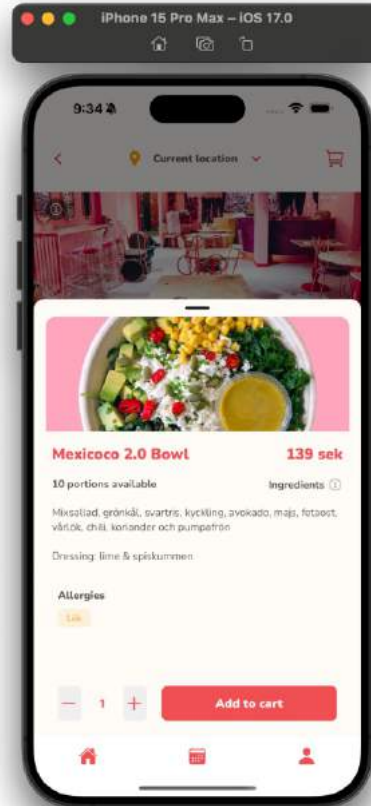 iPhone 15 Pro Max – iOS 17.0
9:34
Current location
Mexicoco 2.0 Bowl
139 sek
10 portions available
Ingredients
Mixsallad, grönkål, svartris, kyckling, avokado, majs, fetaost,
vårlök, chili, koriander och pumpafrön
Dressing: lime & spiskummen
Allergies
Lök
1
Add to cart